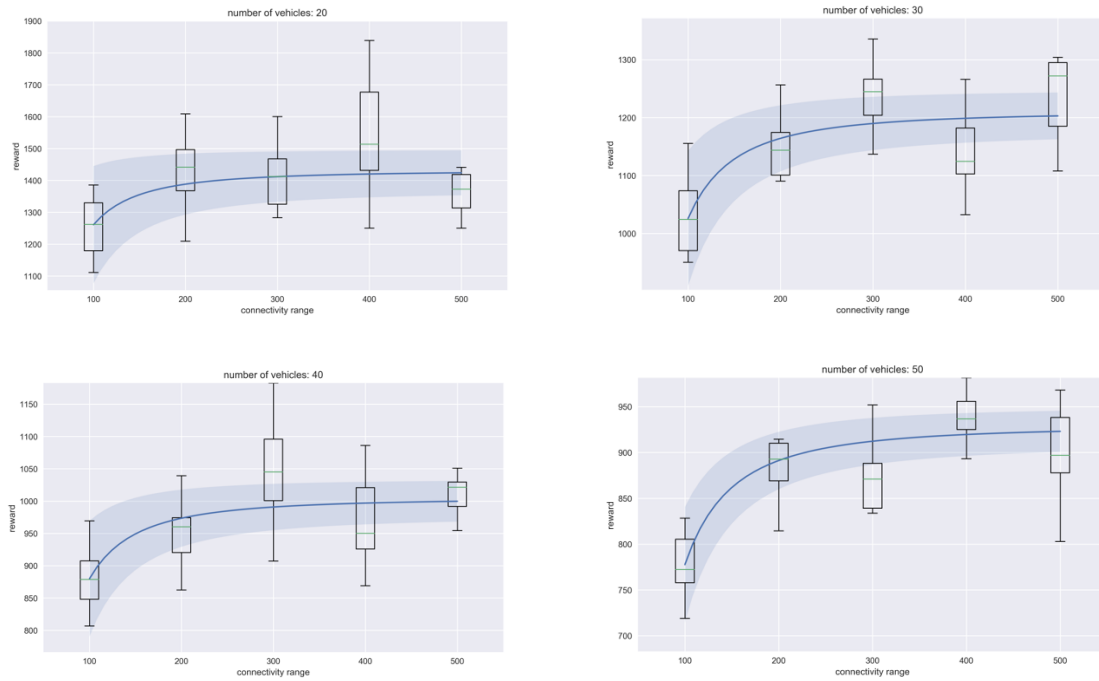 number of vehicles: 20
1900
1800
1700
1600
1500
1400
1300
1200
1100
reward
100 200 300 400 500
connectivity range
number of vehicles: 30
1300
1200
1100
1000
reward
100 200 300 400 500
connectivity range
number of vehicles: 40
1150
1100
1050
1000
950
900
850
800
reward
100 200 300 400 500
connectivity range
number of vehicles: 50
950
900
850
800
750
700
reward
100 200 300 400 500
connectivity range